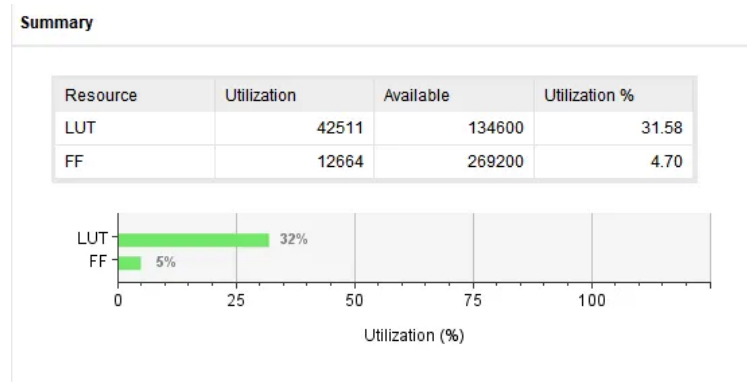 Summary
Resource Utilization Available Utilization %
LUT 42511 134600 31.58
FF 12664 269200 4.70
LUT 32%
FF 5%
0 25 50 75 100
Utilization (%)